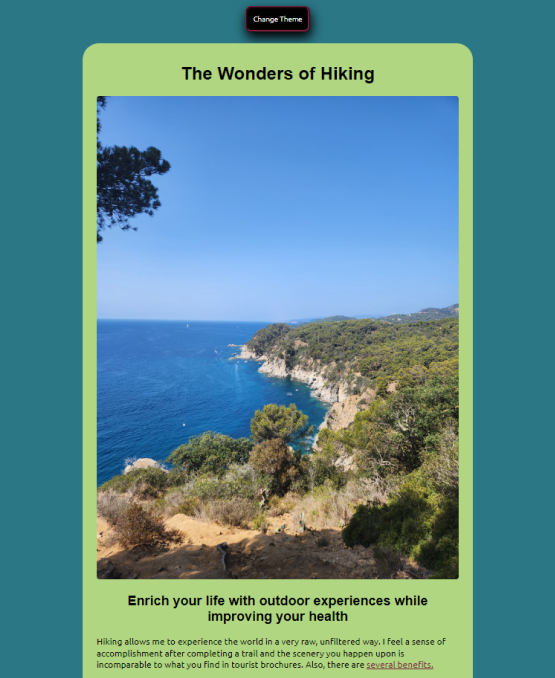 Change Theme
The Wonders of Hiking
Enrich your life with outdoor experiences while
improving your health
Hiking allows me to experience the world in a very raw, unfiltered way. I feel a sense of
accomplishment after completing a trail and the scenery you happen upon is
incomparable to what you find in tourist brochures. Also, there are several benefits.